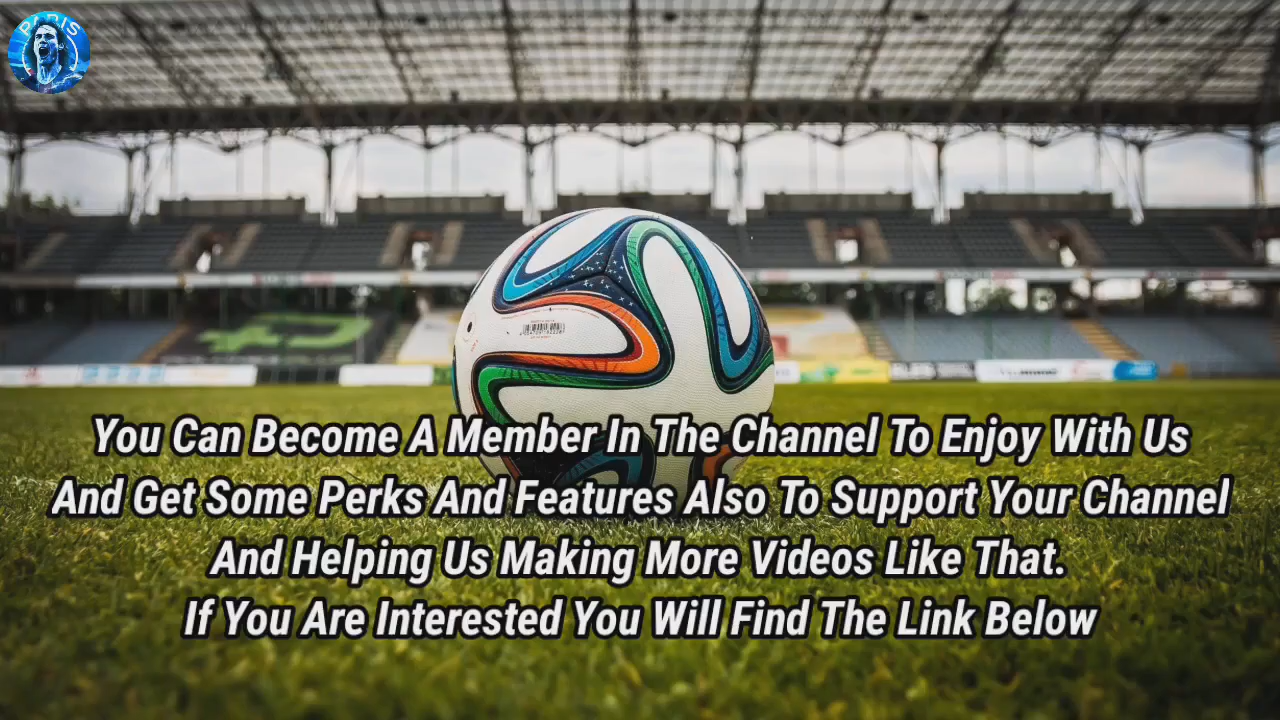 PARIS
You Can Become A Member In The Channel To Enjoy With Us
And Get Some Perks And Features Also To Support Your Channel
And Helping Us Making More Videos Like That.
If You Are Interested You Will Find The Link Below